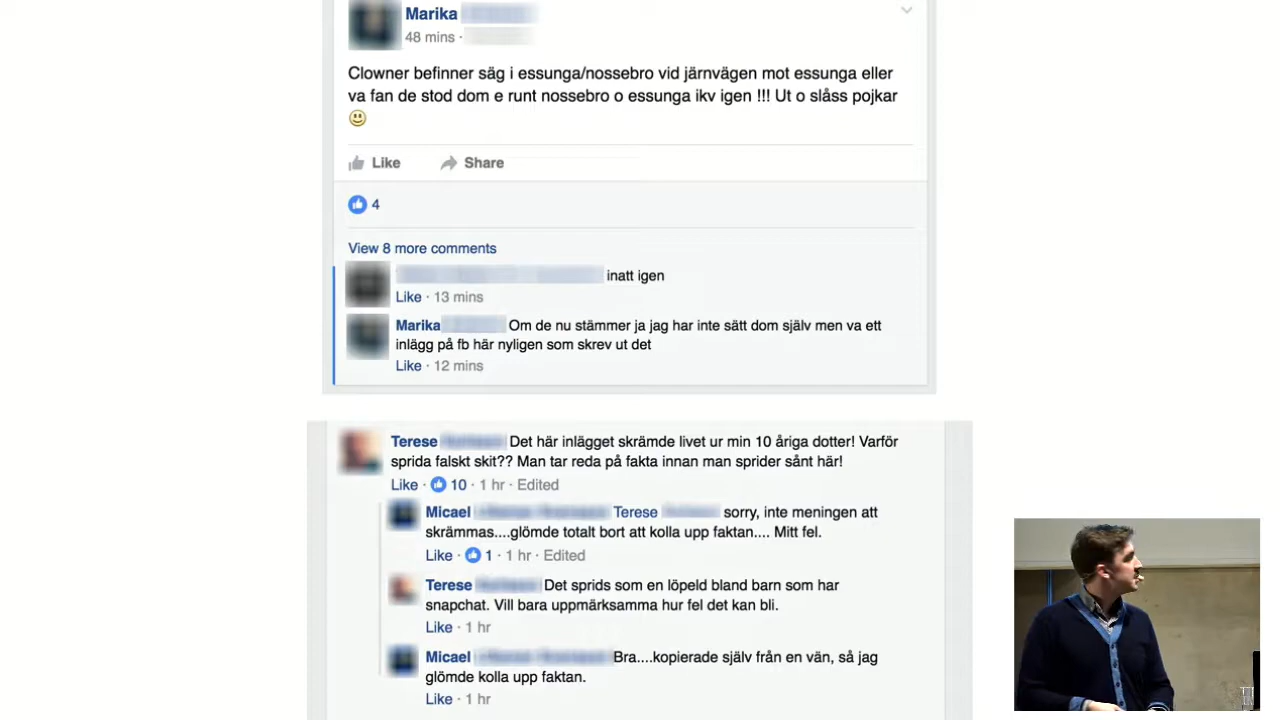 Marika
48 mins ·
Clowner befinner säg i essunga/nossebro vid järnvägen mot essunga eller
va fan de stod dom e runt nossebro o essunga ikv igen !!! Ut o slåss pojkar
Like Share
4
View 8 more comments
inatt igen
Like · 13 mins
Marika Om de nu stämmer ja jag har inte sätt dom själv men va ett
inlägg på fb här nyligen som skrev ut det
Like · 12 mins
Terese Det här inlägget skrämde livet ur min 10 åriga dotter! Varför
sprida falskt skit?? Man tar reda på fakta innan man sprider sånt här!
Like · 10 · 1 hr · Edited
Micael Terese sorry, inte meningen att
skrämmas....glömde totalt bort att kolla upp faktan.... Mitt fel.
Like · 1 · 1 hr · Edited
Terese Det sprids som en löpeld bland barn som har
snapchat. Vill bara uppmärksamma hur fel det kan bli.
Like · 1 hr
Micael Bra....kopierade själv från en vän, så jag
glömde kolla upp faktan.
Like · 1 hr